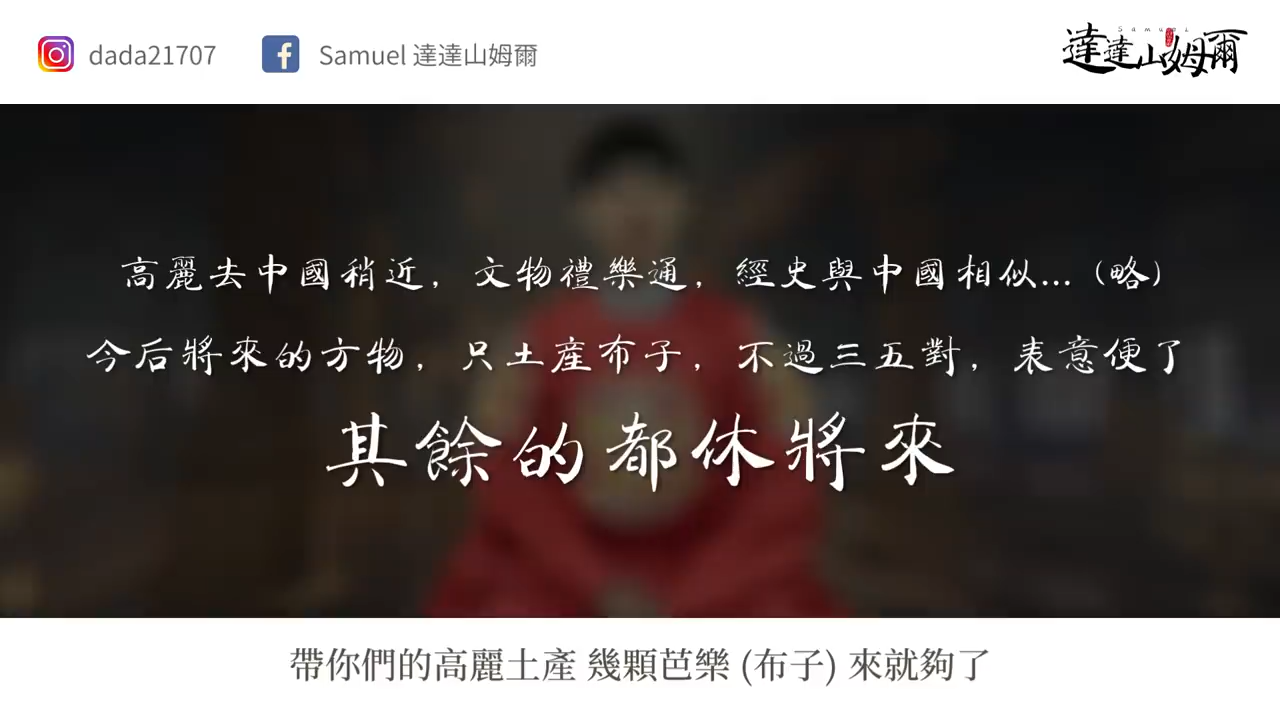 dada21707
Samuel 達達山姆爾
Samuel
達達山姆爾
高麗去中國稍近，文物禮樂通，經史與中國相似...（略）
今后將來的方物，只土産布子，不過三五對，表意便了
其餘的都休將來
帶你們的高麗土產 幾顆芭樂 (布子) 來就夠了